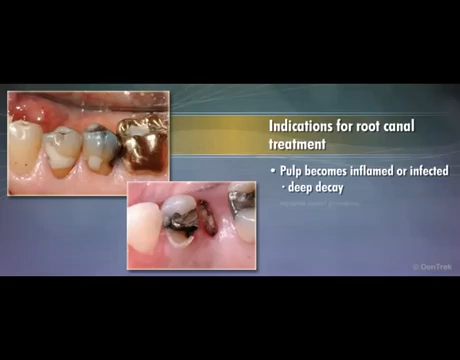 Indications for root canal
treatment
• Pulp becomes inflamed or infected
· deep decay
© DenTrek